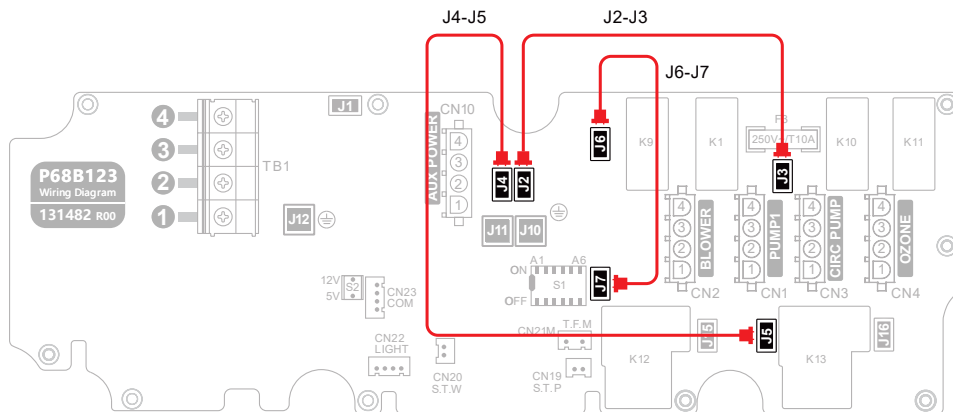 J4-J5
J2-J3
J6-J7
J1
CN10
AUX POWER
4
3
2
1
4
3
2
1
TB1
P68B123
Wiring Diagram
131482 R00
J12
J4
J2
J11
J10
J6
K9
K1
F3
250V~/T10A
K10
K11
J3
4
3
2
1
BLOWER
CN2
4
3
2
1
PUMP1
CN1
4
3
2
1
CIRC PUMP
CN3
4
3
2
1
OZONE
CN4
A1 A6
ON
S1
OFF
J7
12V
5V
S2
CN23
COM
CN22
LIGHT
CN20
S.T.W
T.F.M
CN21M
CN19
S.T.P
K12
J5
K13
J16